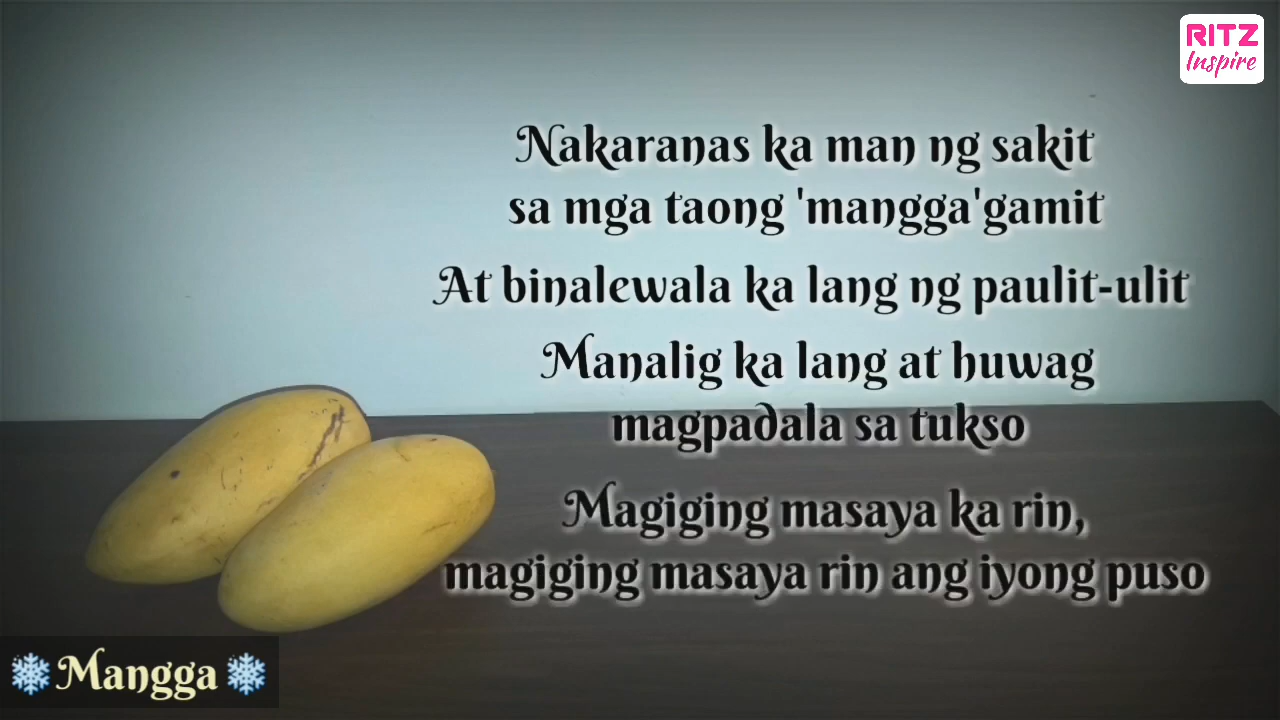 RITZ
Inspire
Nakaranas ka man ng sakit
sa mga taong 'mangga'gamit
At binalewala ka lang ng paulit-ulit
Manalig ka lang at huwag
magpadala sa tukso
Magiging masaya ka rin,
magiging masaya rin ang iyong puso
❄Mangga❄